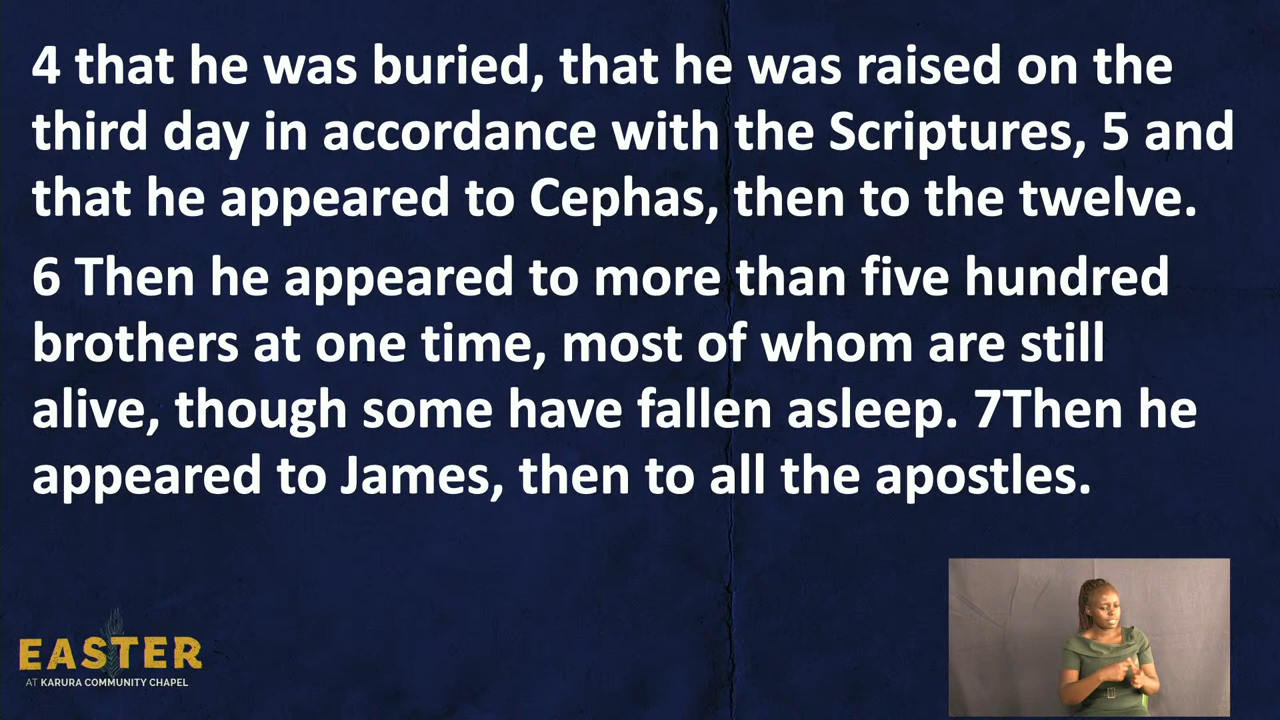 4 that he was buried, that he was raised on the
third day in accordance with the Scriptures, 5 and
that he appeared to Cephas, then to the twelve.
6 Then he appeared to more than five hundred
brothers at one time, most of whom are still
alive, though some have fallen asleep. 7Then he
appeared to James, then to all the apostles.
EASTER
AT KARURA COMMUNITY CHAPEL